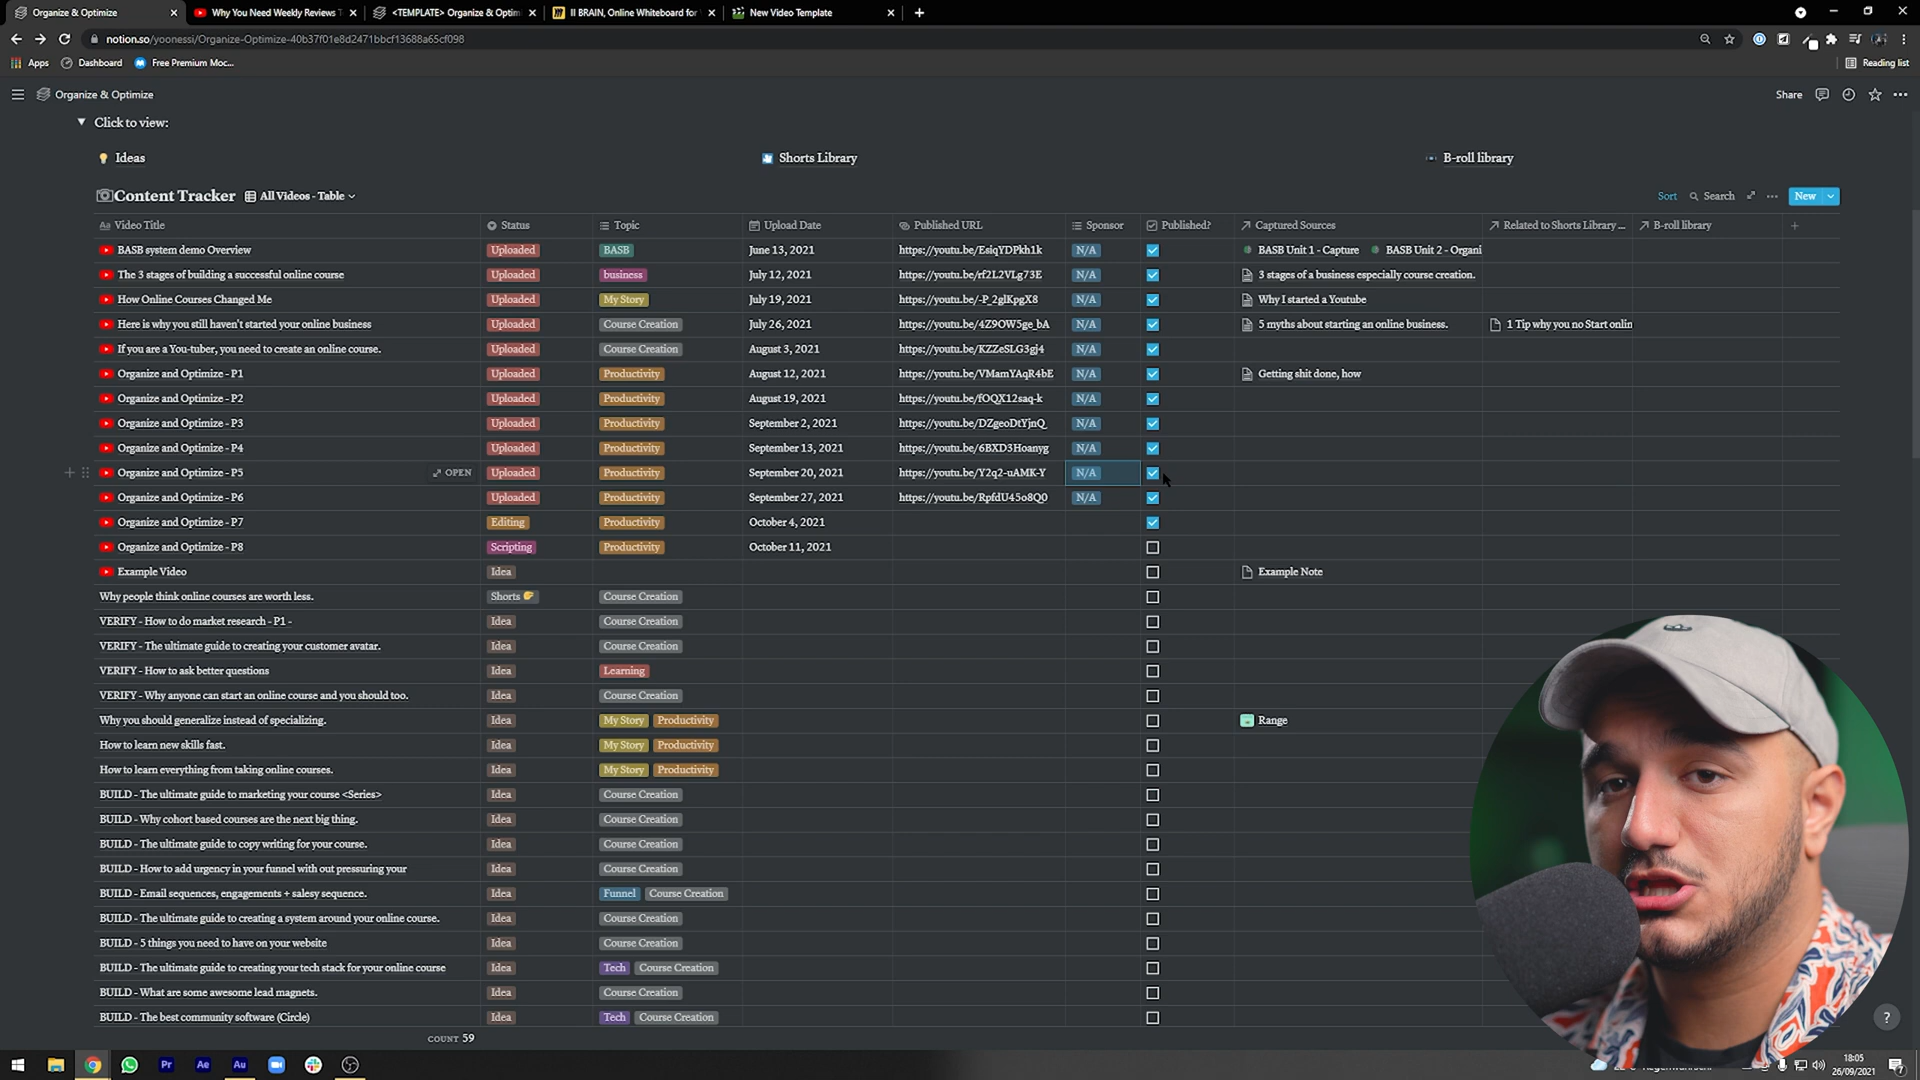 Organize & Optimize
Why You Need Weekly Reviews
<TEMPLATE> Organize & Optim
II BRAIN, Online Whiteboard for
New Video Template
notion.so/yoonessi/Organize-Optimize-40b37f01e8d2471bbcf13688a65cf098
Apps Dashboard Free Premium Moc... Reading list
Organize & Optimize Share
Click to view:
Ideas Shorts Library B-roll library
Content Tracker All Videos - Table Sort Search New
Aa Video Title Status Topic Upload Date Published URL Sponsor Published? Captured Sources Related to Shorts Library ... B-roll library
BASB system demo Overview Uploaded BASB June 13, 2021 https://youtu.be/EsiqYDPkh1k N/A BASB Unit 1 - Capture BASB Unit 2 - Organi
The 3 stages of building a successful online course Uploaded business July 12, 2021 https://youtu.be/rf2L2VLg73E N/A 3 stages of a business especially course creation.
How Online Courses Changed Me Uploaded My Story July 19, 2021 https://youtu.be/-P_2glKpgX8 N/A Why I started a Youtube
Here is why you still haven't started your online business Uploaded Course Creation July 26, 2021 https://youtu.be/4Z9OW5ge_bA N/A 5 myths about starting an online business. 1 Tip why you no Start onlin
If you are a You-tuber, you need to create an online course. Uploaded Course Creation August 3, 2021 https://youtu.be/KZZeSLG3gj4 N/A
Organize and Optimize - P1 Uploaded Productivity August 12, 2021 https://youtu.be/VMamYAqR4bE N/A Getting shit done, how
Organize and Optimize - P2 Uploaded Productivity August 19, 2021 https://youtu.be/fOQX12saq-k N/A
Organize and Optimize - P3 Uploaded Productivity September 2, 2021 https://youtu.be/DZgeoDtYjnQ N/A
Organize and Optimize - P4 Uploaded Productivity September 13, 2021 https://youtu.be/6BXD3Hoanyg N/A
Organize and Optimize - P5 OPEN Uploaded Productivity September 20, 2021 https://youtu.be/Y2q2-uAMK-Y N/A
Organize and Optimize - P6 Uploaded Productivity September 27, 2021 https://youtu.be/RpfdU45o8Q0 N/A
Organize and Optimize - P7 Editing Productivity October 4, 2021
Organize and Optimize - P8 Scripting Productivity October 11, 2021
Example Video Idea Example Note
Why people think online courses are worth less. Shorts Course Creation
VERIFY - How to do market research - P1 - Idea Course Creation
VERIFY - The ultimate guide to creating your customer avatar. Idea Course Creation
VERIFY - How to ask better questions Idea Learning
VERIFY - Why anyone can start an online course and you should too. Idea Course Creation
Why you should generalize instead of specializing. Idea My Story Productivity Range
How to learn new skills fast. Idea My Story Productivity
How to learn everything from taking online courses. Idea My Story Productivity
BUILD - The ultimate guide to marketing your course <Series> Idea Course Creation
BUILD - Why cohort based courses are the next big thing. Idea Course Creation
BUILD - The ultimate guide to copy writing for your course. Idea Course Creation
BUILD - How to add urgency in your funnel with out pressuring your Idea Course Creation
BUILD - Email sequences, engagements + salesy sequence. Idea Funnel Course Creation
BUILD - The ultimate guide to creating a system around your online course. Idea Course Creation
BUILD - 5 things you need to have on your website Idea Course Creation
BUILD - The ultimate guide to creating your tech stack for your online course Idea Tech Course Creation
BUILD - What are some awesome lead magnets. Idea Course Creation
BUILD - The best community software (Circle) Idea Tech Course Creation
COUNT 59
?
Pr Ae Au
18:05
26/09/2021